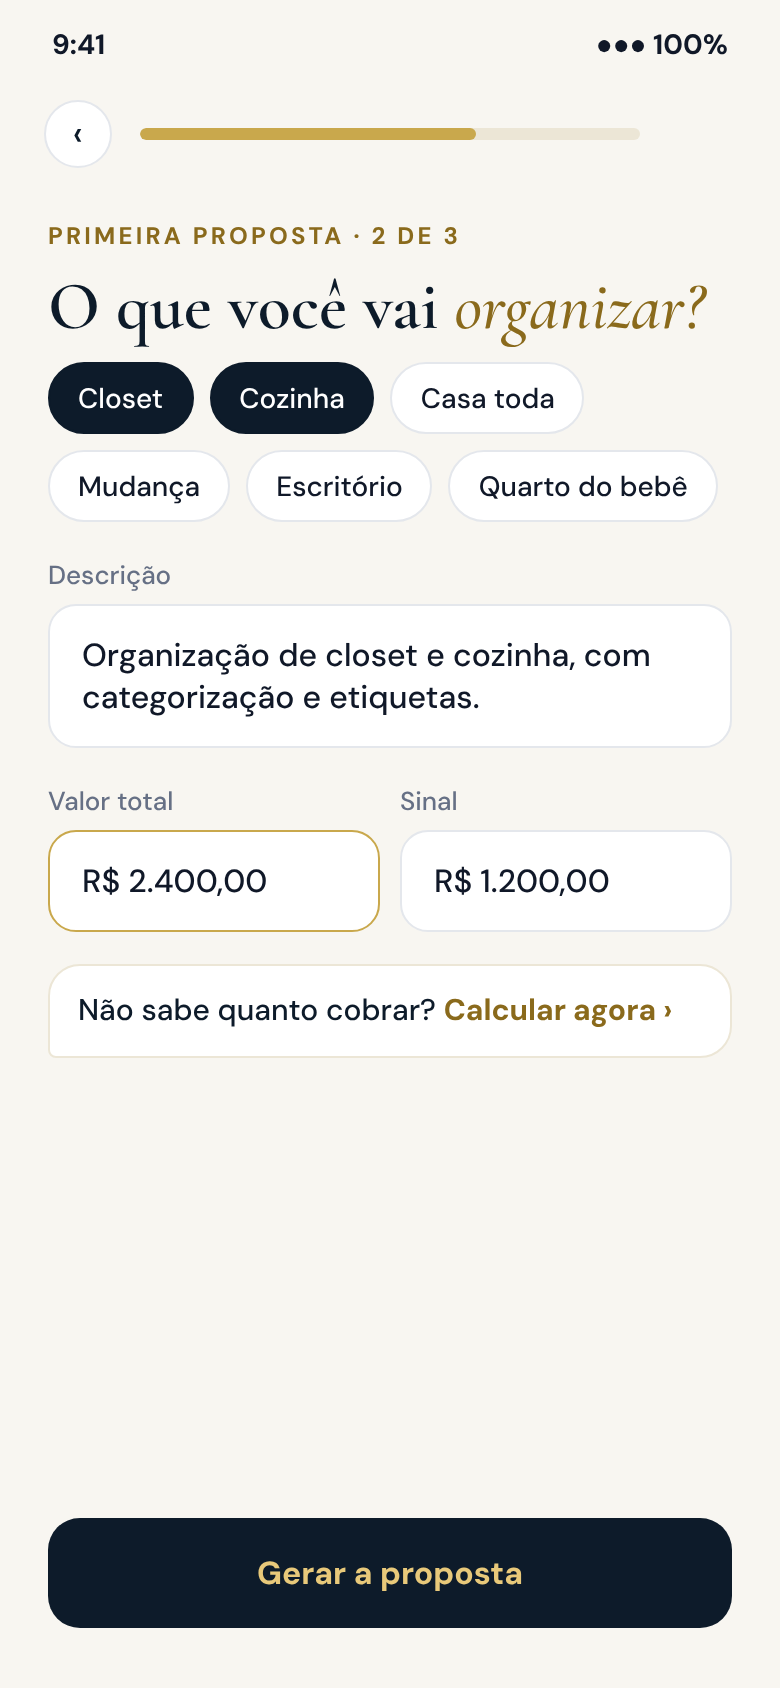 9:41
●●● 100%
‹
PRIMEIRA PROPOSTA · 2 DE 3
O que você vai organizar?
Closet
Cozinha
Casa toda
Mudança
Escritório
Quarto do bebê
Descrição
Organização de closet e cozinha, com
categorização e etiquetas.
Valor total
Sinal
R$ 2.400,00
R$ 1.200,00
Não sabe quanto cobrar? Calcular agora ›
Gerar a proposta